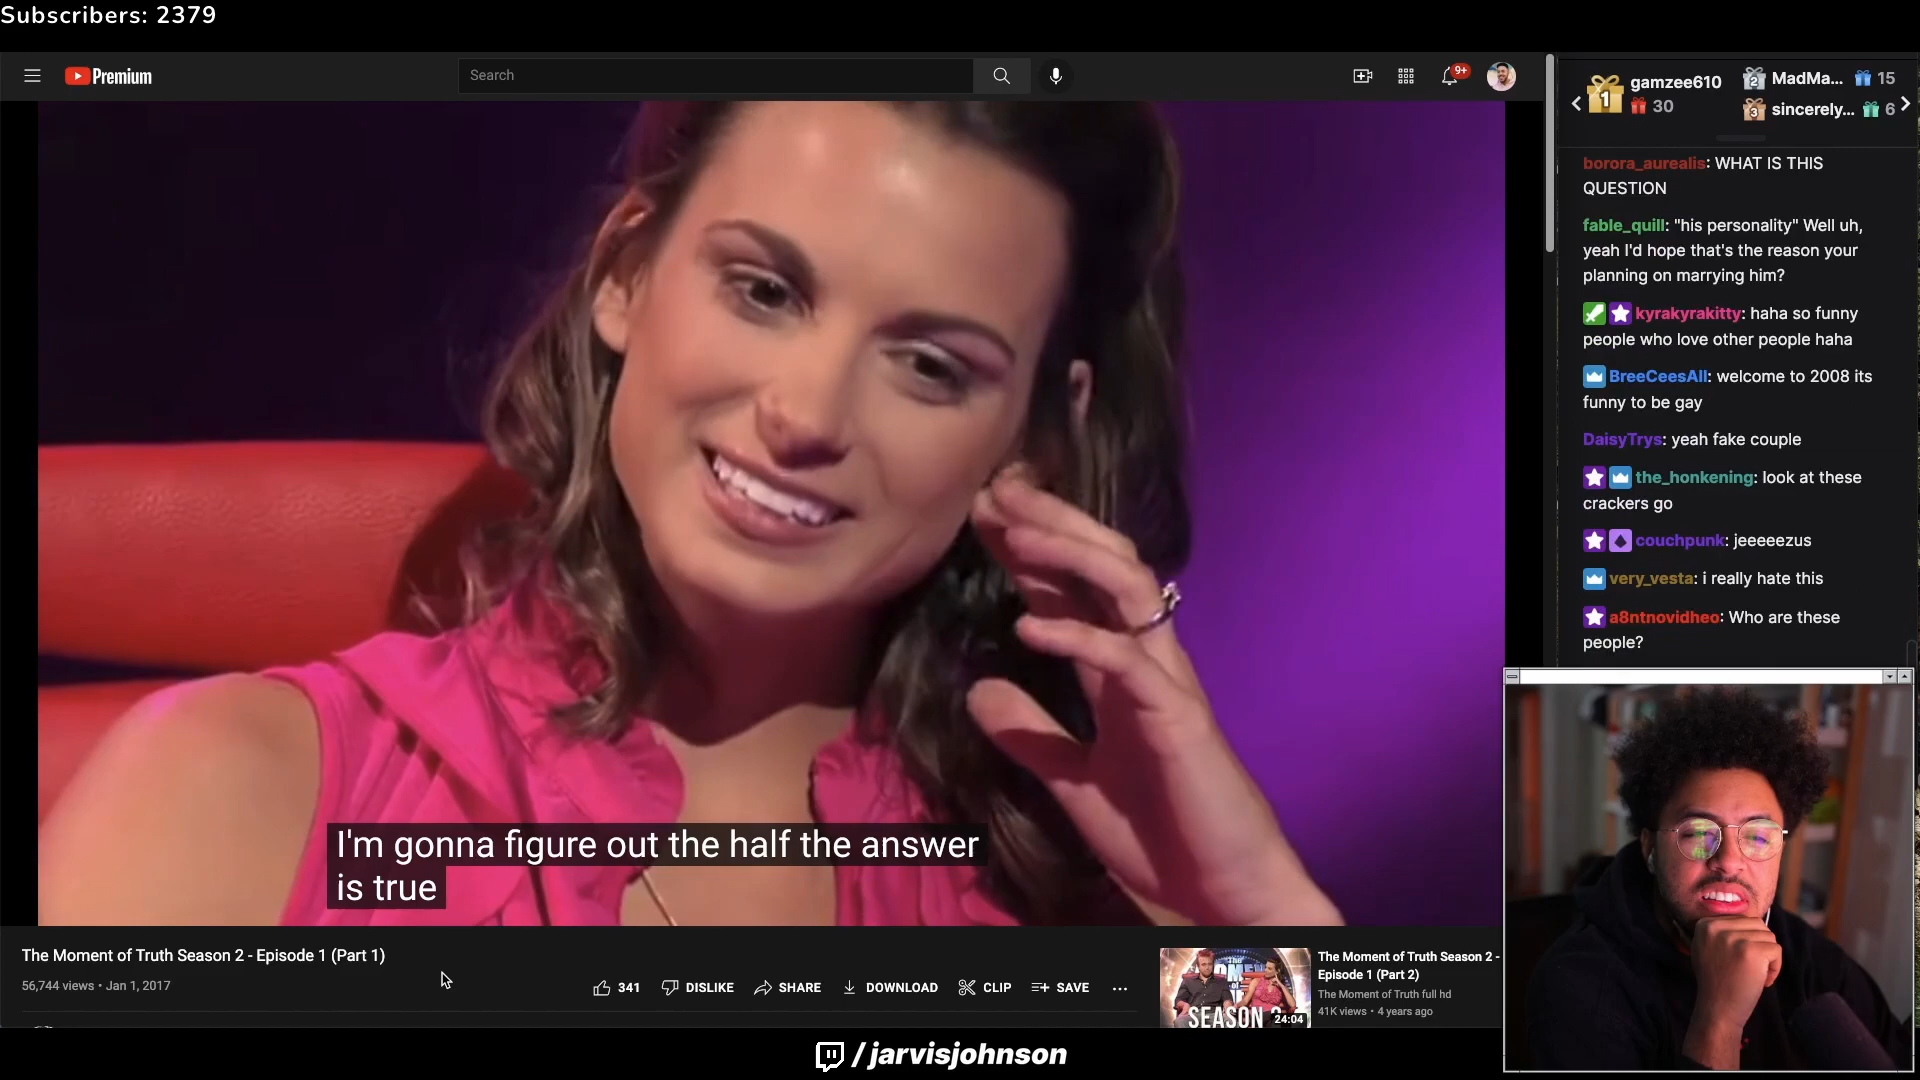 Subscribers: 2379
Premium
Search
9+
1
gamzee610
30
2
MadMa...
15
3
sincerely...
6
borora_aurealis: WHAT IS THIS
QUESTION
fable_quill: "his personality" Well uh,
yeah I'd hope that's the reason your
planning on marrying him?
kyrakyrakitty: haha so funny
people who love other people haha
BreeCeesAll: welcome to 2008 its
funny to be gay
DaisyTrys: yeah fake couple
the_honkening: look at these
crackers go
couchpunk: jeeeeezus
very_vesta: i really hate this
a8ntnovidheo: Who are these
people?
I'm gonna figure out the half the answer
is true
The Moment of Truth Season 2 - Episode 1 (Part 1)
56,744 views • Jan 1, 2017
341
DISLIKE
SHARE
DOWNLOAD
CLIP
SAVE
SEASON 2
24:04
The Moment of Truth Season 2 -
Episode 1 (Part 2)
The Moment of Truth full hd
41K views • 4 years ago
/jarvisjohnson